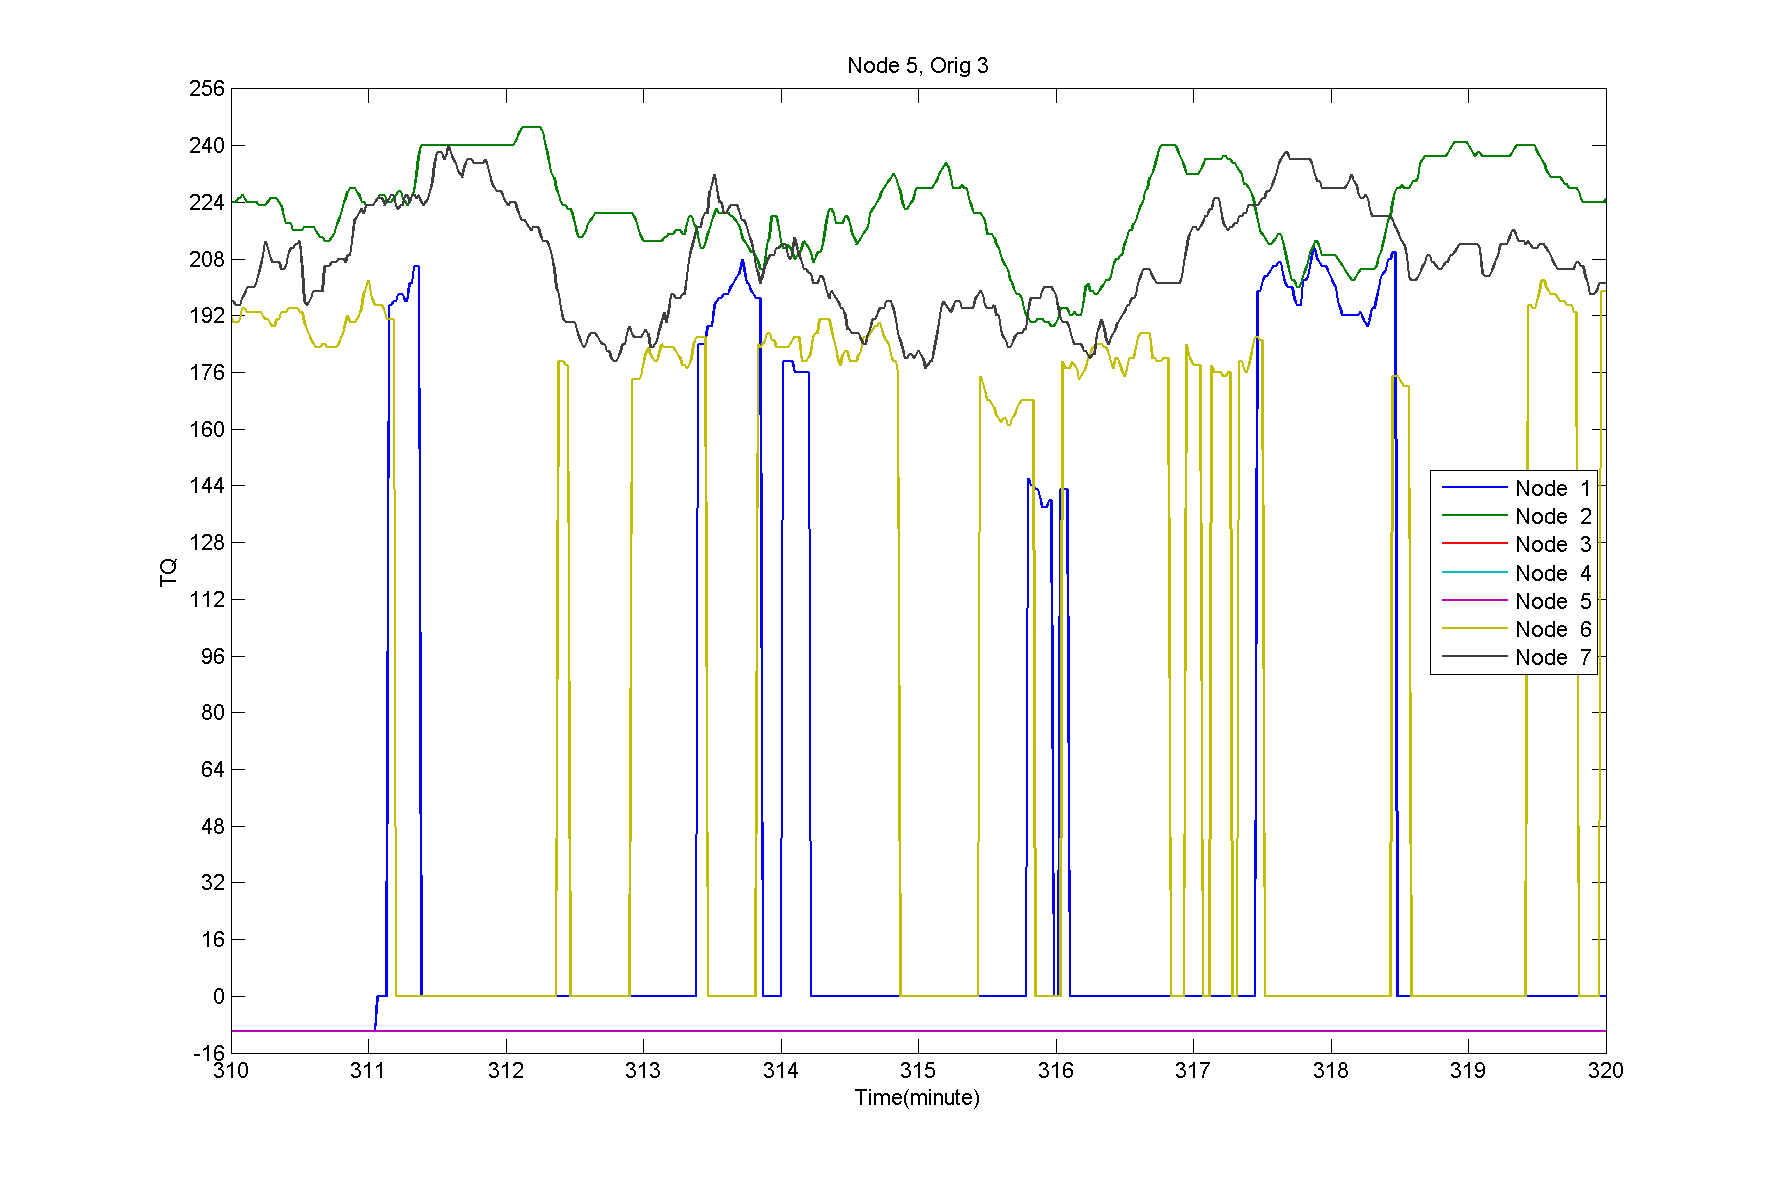 Node 5, Orig 3
256
240
224
208
192
176
160
144
128
112
96
80
64
48
32
16
0
-16
TQ
Node 1
Node 2
Node 3
Node 4
Node 5
Node 6
Node 7
310 311 312 313 314 315 316 317 318 319 320
Time(minute)